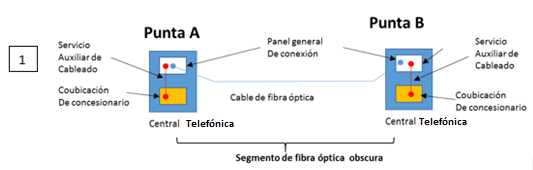 Punta A
Punta B
1
Servicio
Auxiliar de
Cableado
Panel general
De conexión
Servicio
Auxiliar de
Cableado
Coubicación
De concesionario
Cable de fibra óptica
Coubicación
De concesionario
Central Telefónica
Central Telefónica
Segmento de fibra óptica obscura